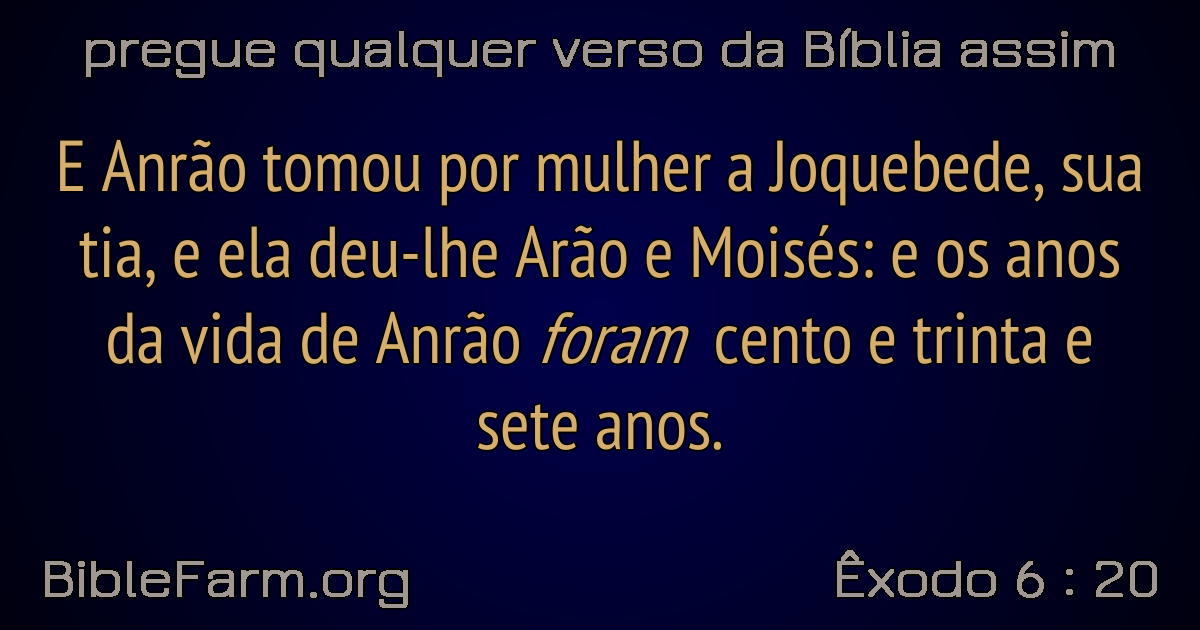 pregue qualquer verso da Bíblia assim
E Anrão tomou por mulher a Joquebede, sua
tia, e ela deu-lhe Arão e Moisés: e os anos
da vida de Anrão foram cento e trinta e
sete anos.
BibleFarm.org
Êxodo 6 : 20